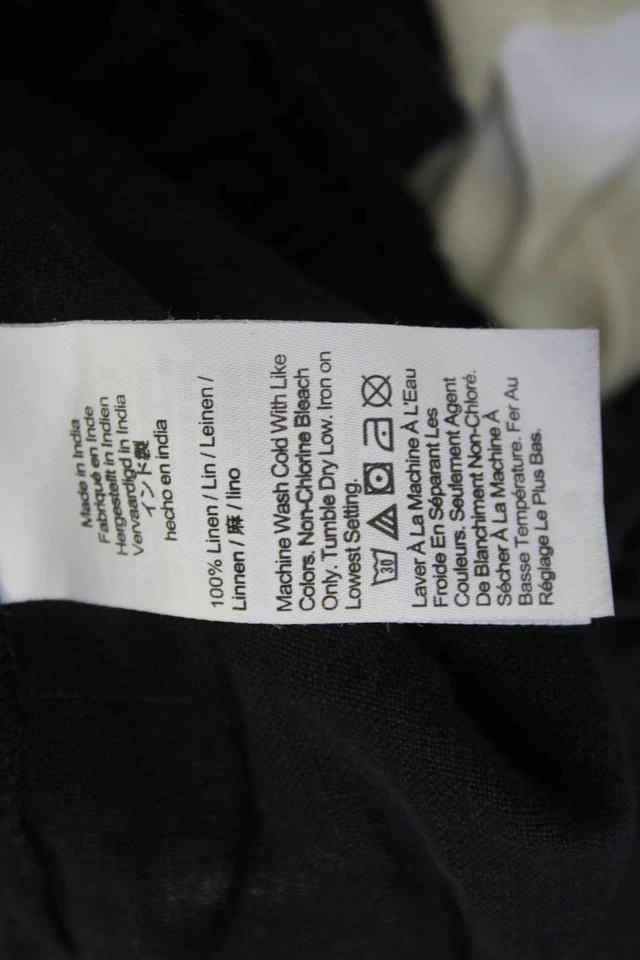 Made in India
Fabriqué en Inde
Hergestellt in Indien
Vervaardigd in India
インド製
hecho en india
100% Linen / Lin / Leinen /
Linnen / 麻 / lino
Machine Wash Cold With Like
Colors. Non-Chlorine Bleach
Only. Tumble Dry Low. Iron on
Lowest Setting.
30
Laver À La Machine À L'Eau
Froide En Séparant Les
Couleurs. Seulement Agent
De Blanchiment Non-Chloré.
Sécher À La Machine À
Basse Température. Fer Au
Réglage Le Plus Bas.